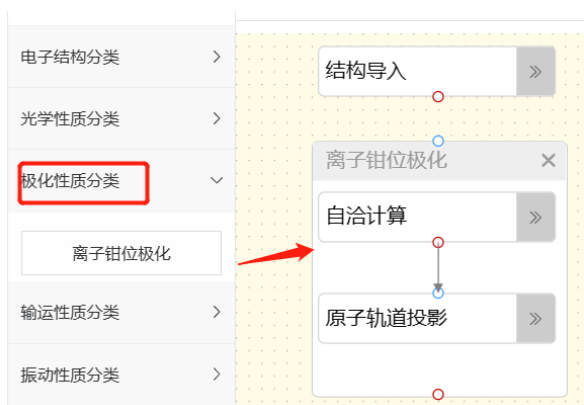 电子结构分类
光学性质分类
极化性质分类
离子钳位极化
输运性质分类
振动性质分类
结构导入
离子钳位极化
自洽计算
原子轨道投影